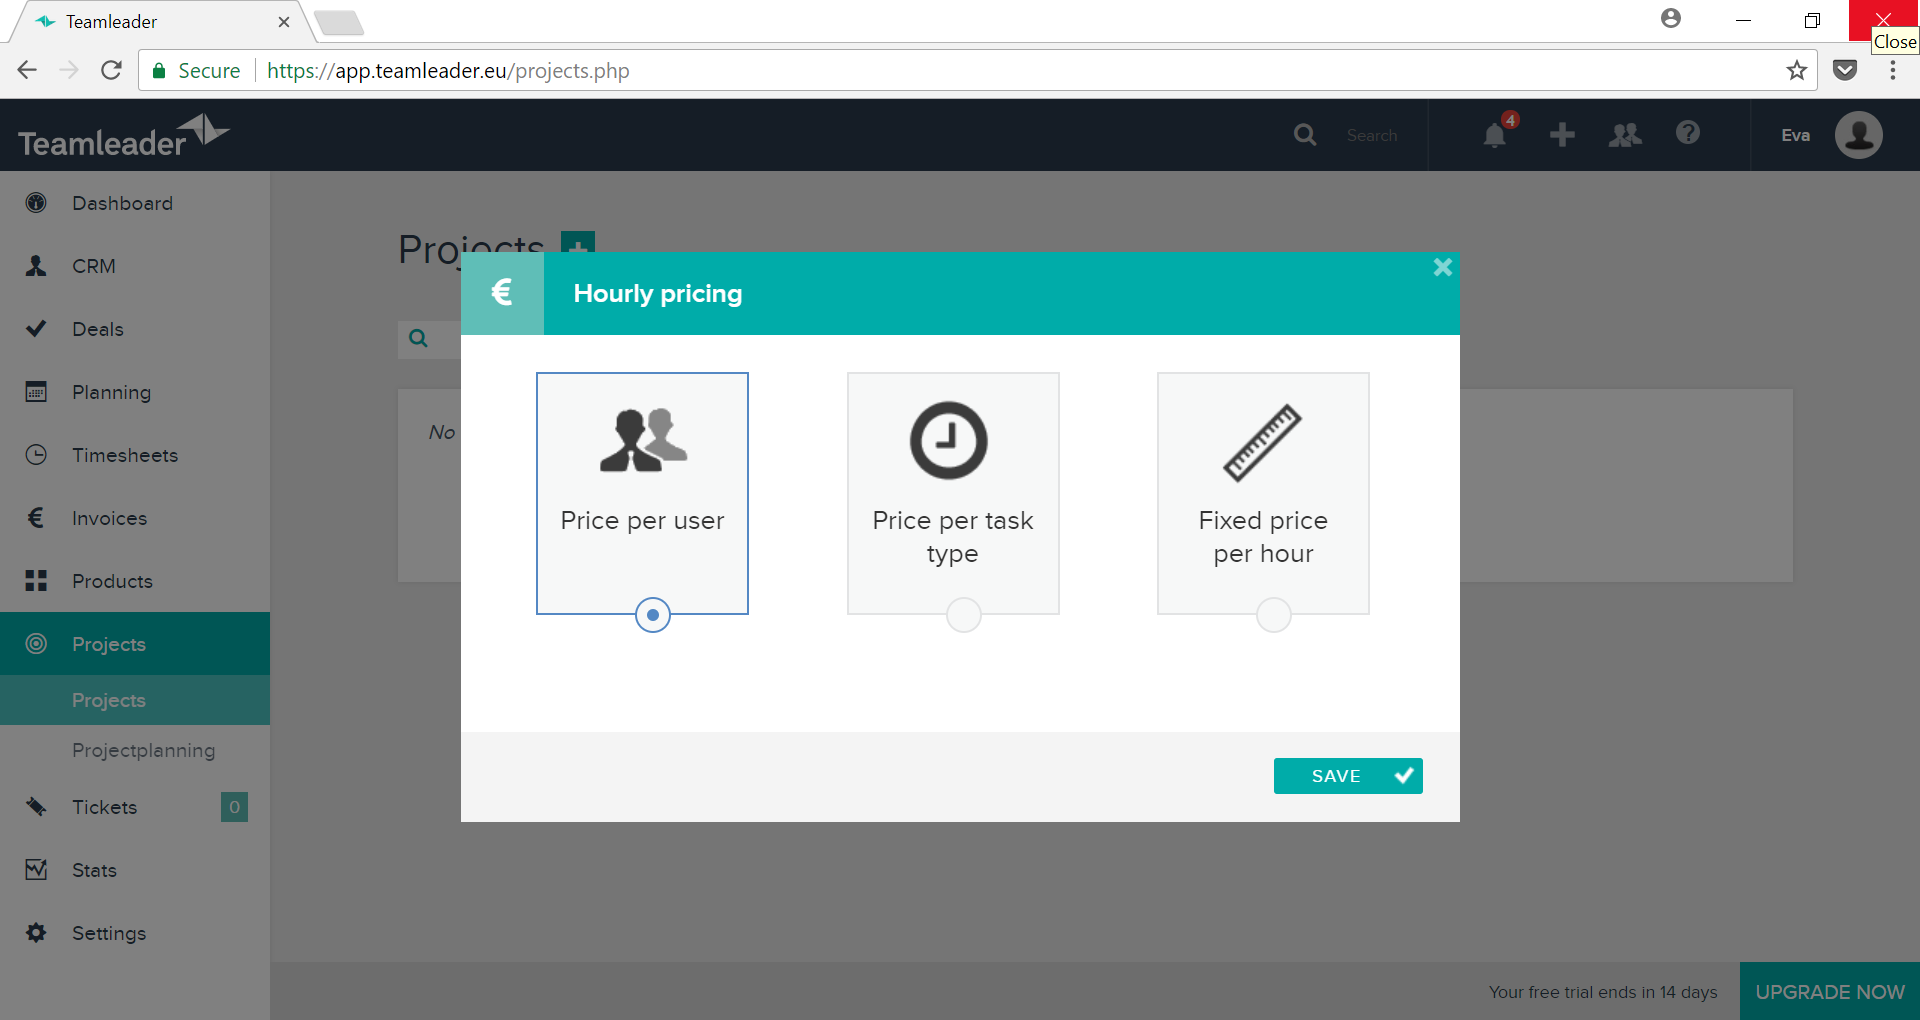 Teamleader
Close
Secure
https://app.teamleader.eu/projects.php
Teamleader
Search
4
Eva
Dashboard
CRM
Deals
Planning
Timesheets
€ Invoices
Products
Projects
Projects
Projectplanning
Tickets 0
Stats
Settings
Projects
No
€ Hourly pricing
Price per user
Price per task
type
Fixed price
per hour
SAVE
Your free trial ends in 14 days
UPGRADE NOW